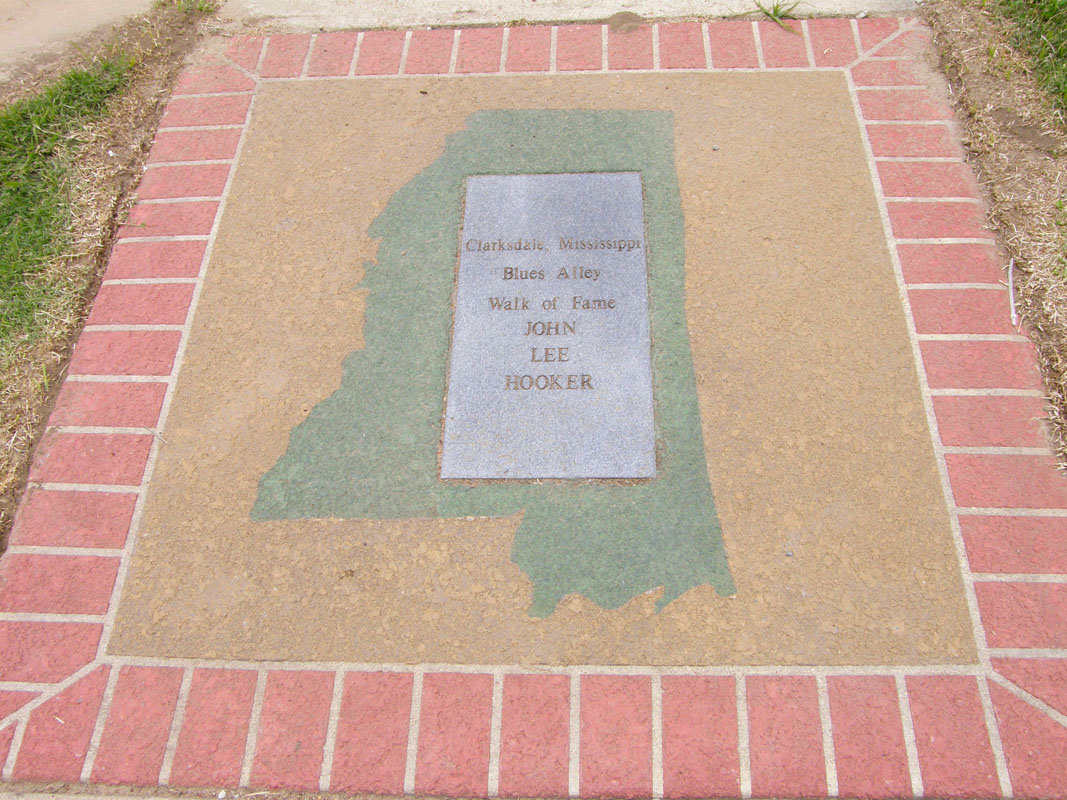 Clarksdale, Mississippi
Blues Alley
Walk of Fame
JOHN
LEE
HOOKER